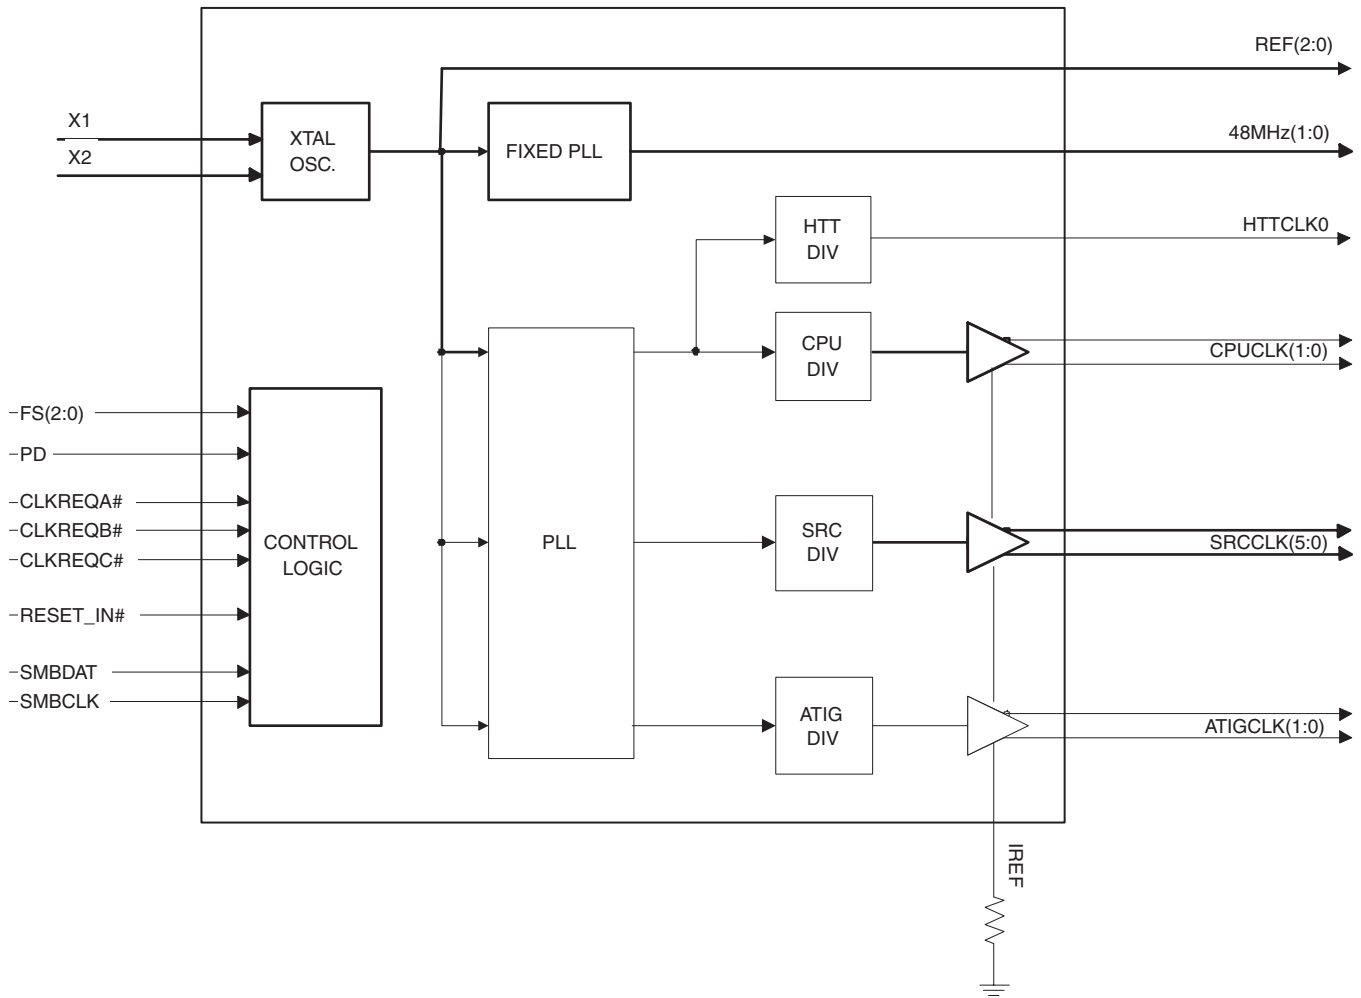 REF(2:0)
X1
X2
XTAL
OSC.
FIXED PLL
48MHz(1:0)
HTT
DIV
HTTCLK0
CPU
DIV
CPUCLK(1:0)
FS(2:0)
PD
CLKREQA#
CLKREQB#
CLKREQC#
RESET_IN#
SMBDAT
SMBCLK
CONTROL
LOGIC
PLL
SRC
DIV
SRCCLK(5:0)
ATIG
DIV
ATIGCLK(1:0)
IREF